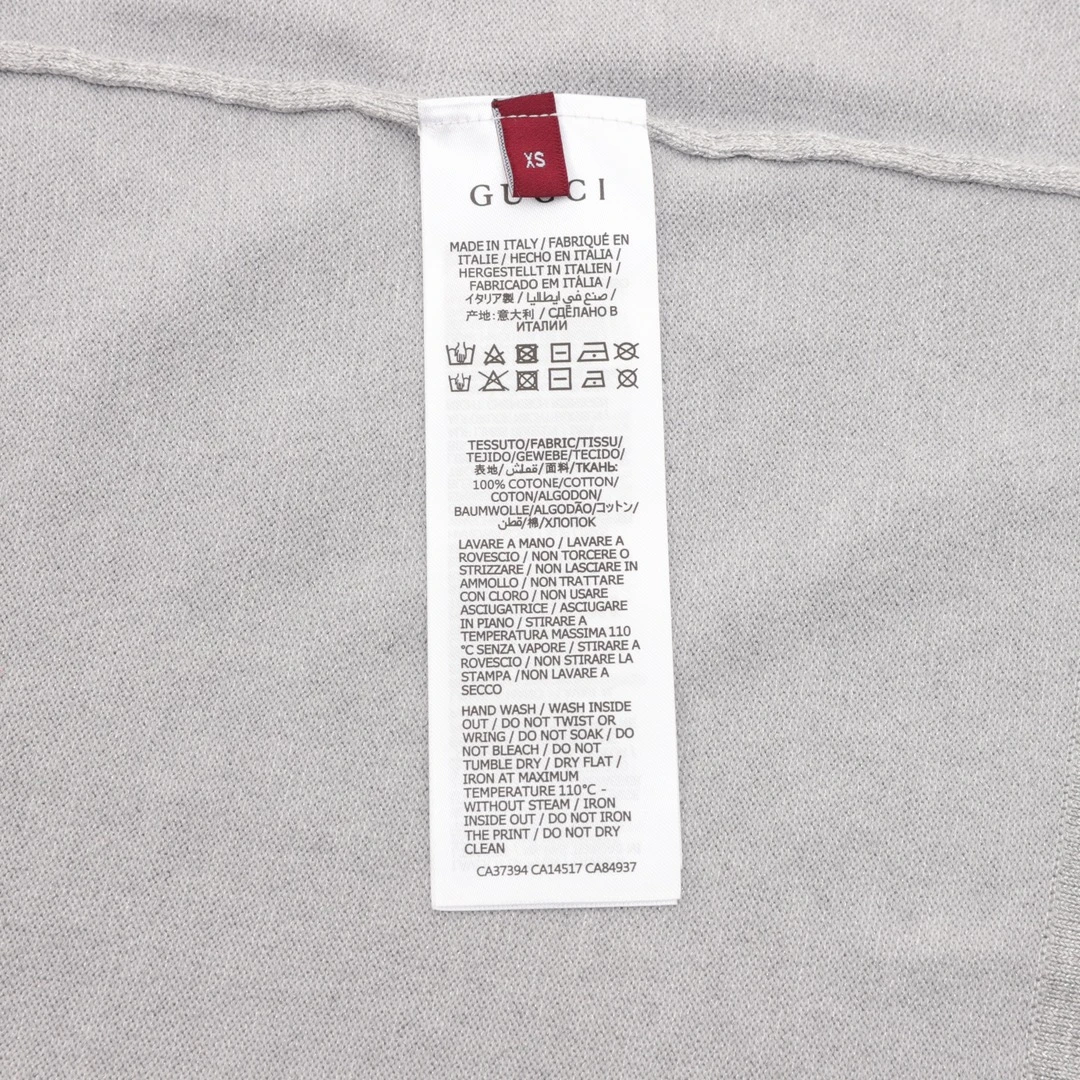 XS
GUCCI
MADE IN ITALY / FABRIQUÉ EN
ITALIE / HECHO EN ITALIA /
HERGESTELLT IN ITALIEN /
FABRICADO EM ITÁLIA /
イタリア製 / صنع في ايطاليا /
产地：意大利 / СДЕЛАНО В
ИТАЛИИ
TESSUTO/FABRIC/TISSU/
TEJIDO/GEWEBE/TECIDO/
表地/قملش/面料/ТКАНЬ:
100% COTONE/COTTON/
COTON/ALGODON/
BAUMWOLLE/ALGODÃO/コットン/
قطن/棉/ХЛОПОК
LAVARE A MANO / LAVARE A
ROVESCIO / NON TORCERE O
STRIZZARE / NON LASCIARE IN
AMMOLLO / NON TRATTARE
CON CLORO / NON USARE
ASCIUGATRICE / ASCIUGARE
IN PIANO / STIRARE A
TEMPERATURA MASSIMA 110
°C SENZA VAPORE / STIRARE A
ROVESCIO / NON STIRARE LA
STAMPA /NON LAVARE A
SECCO
HAND WASH / WASH INSIDE
OUT / DO NOT TWIST OR
WRING / DO NOT SOAK / DO
NOT BLEACH / DO NOT
TUMBLE DRY / DRY FLAT /
IRON AT MAXIMUM
TEMPERATURE 110°C -
WITHOUT STEAM / IRON
INSIDE OUT / DO NOT IRON
THE PRINT / DO NOT DRY
CLEAN
CA37394 CA14517 CA84937